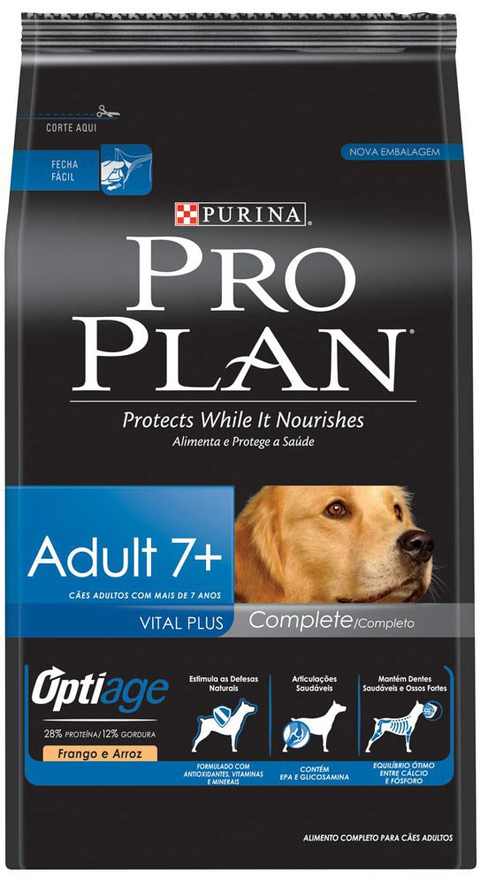 CORTE AQUI
FECHA
FÁCIL
NOVA EMBALAGEM
PURINA®
PRO
PLAN®
Protects While It Nourishes
Alimenta e Protege a Saúde
Adult 7+
CÃES ADULTOS COM MAIS DE 7 ANOS
VITAL PLUS
Complete/Completo
Optiage
28% PROTEÍNA/12% GORDURA
Frango e Arroz
Estimula as Defesas
Naturais
FORMULADO COM
ANTIOXIDANTES, VITAMINAS
E MINERAIS
Articulações
Saudáveis
CONTÉM
EPA E GLICOSAMINA
Mantém Dentes
Saudáveis e Ossos Fortes
EQUILÍBRIO ÓTIMO
ENTRE CÁLCIO
E FÓSFORO
ALIMENTO COMPLETO PARA CÃES ADULTOS